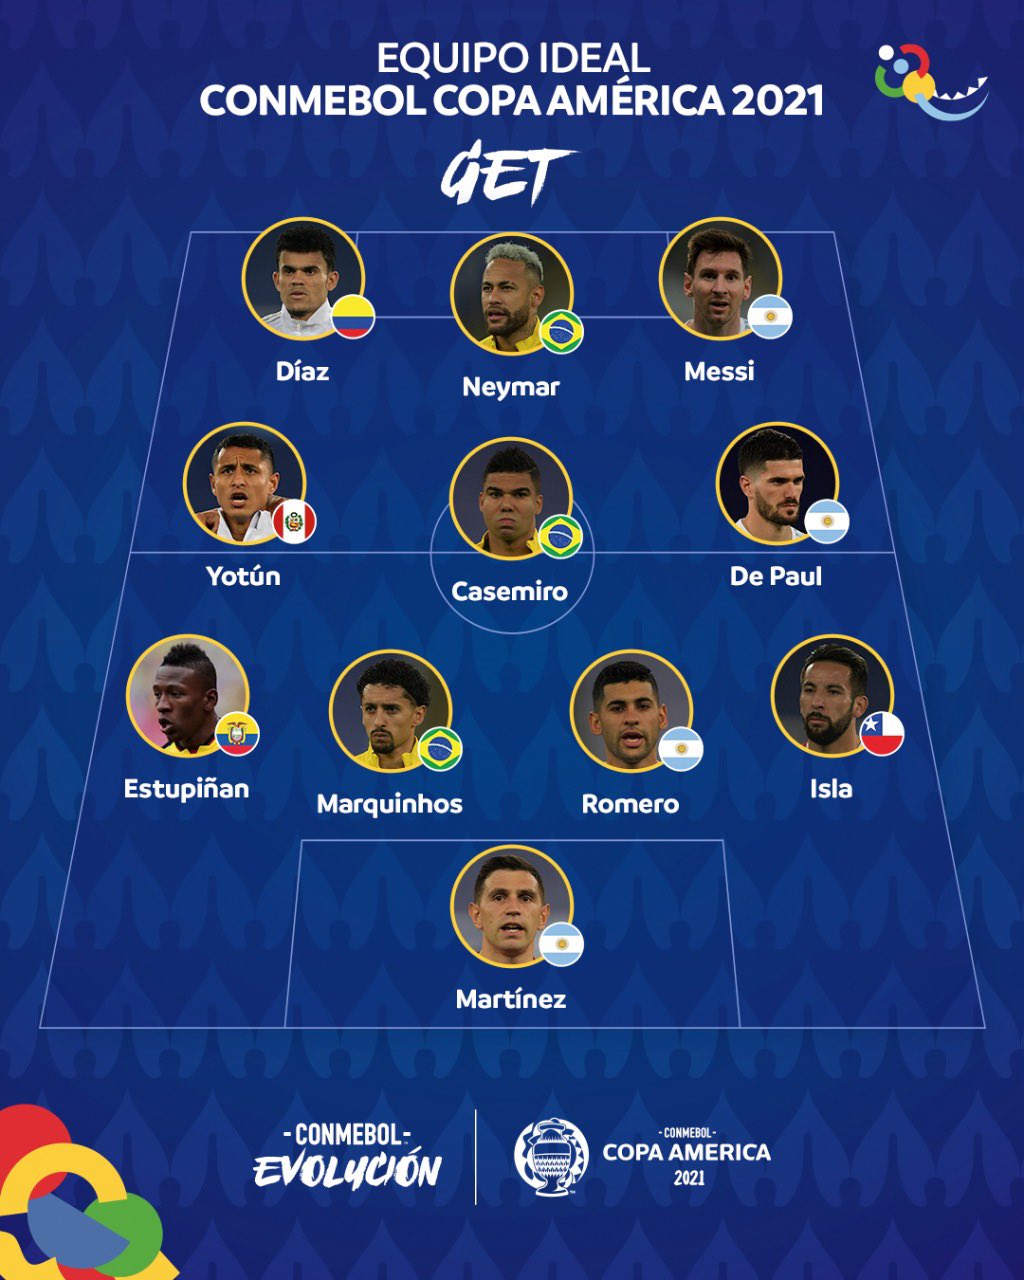 EQUIPO IDEAL
CONMEBOL COPA AMÉRICA 2021
GET
Díaz
Neymar
Messi
Yotún
Casemiro
De Paul
Estupiñan
Marquinhos
Romero
Isla
Martínez
-CONMEBOL-
EVOLUCIÓN
-CONMEBOL-
COPA AMERICA
2021